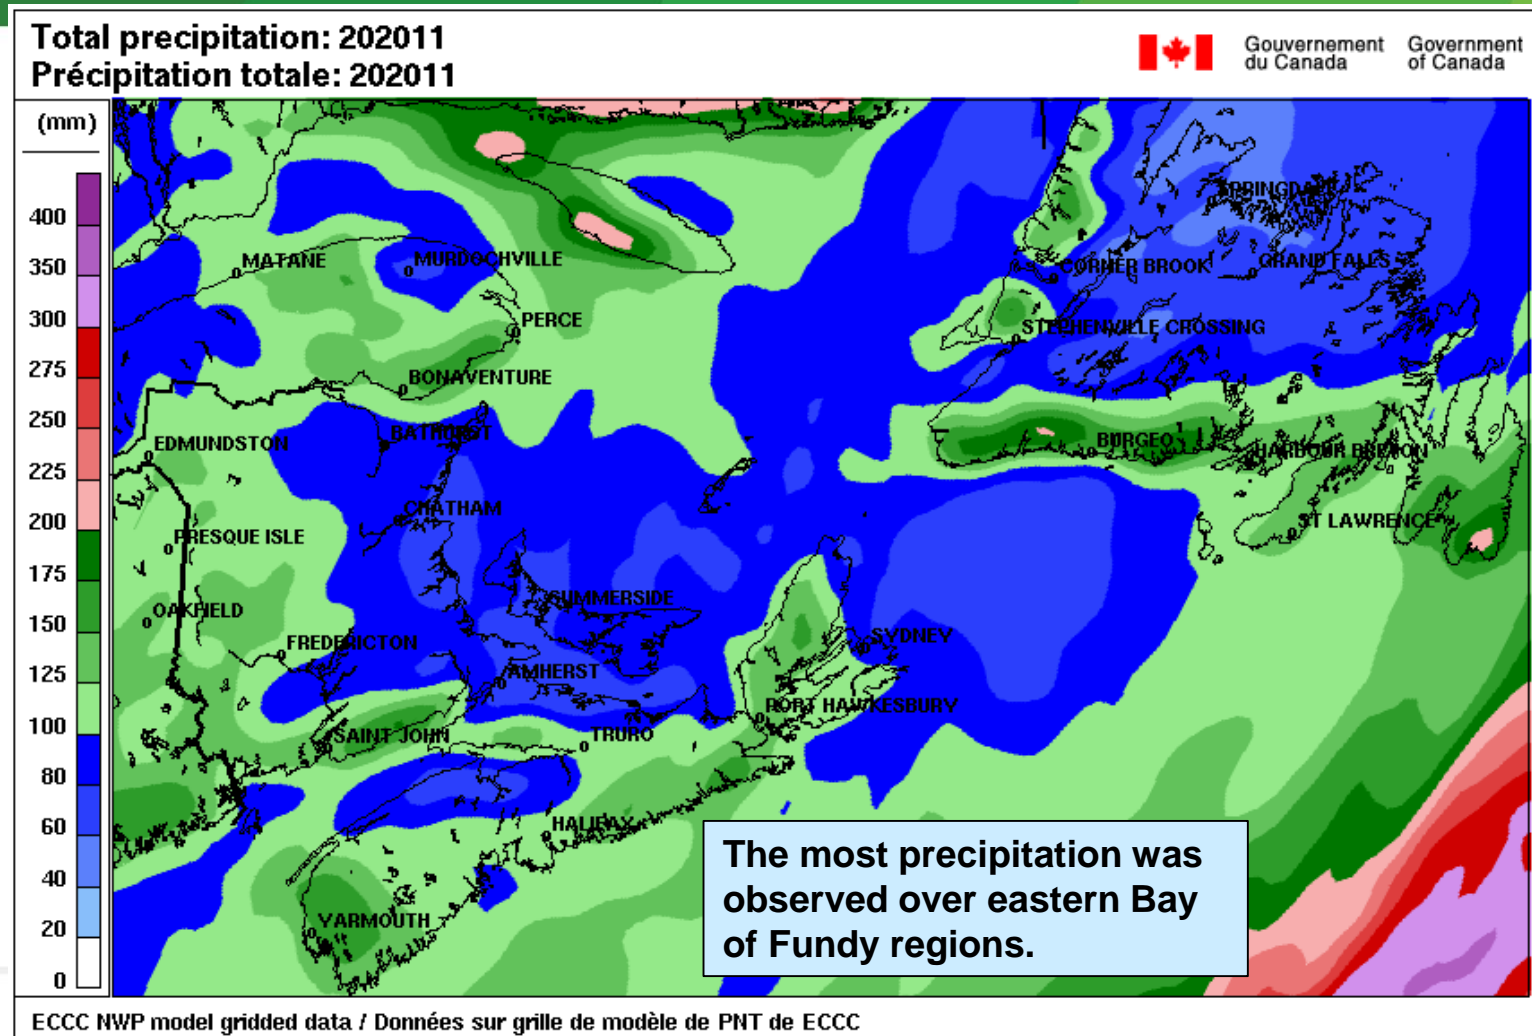 Total precipitation: 202011
Précipitation totale: 202011
Gouvernement du Canada
Government of Canada
(mm)
400
350
300
275
250
225
200
175
150
125
100
80
60
40
20
0
SPRINGDALE
MATANE
MURDOCHVILLE
CORNER BROOK
GRAND FALLS
PERCE
STEPHENVILLE CROSSING
BONAVENTURE
EDMUNDSTON
BATHURST
BURGEO
HARBOUR BRETON
CHATHAM
ST LAWRENCE
PRESQUE ISLE
OAKFIELD
SUMMERSIDE
FREDERICTON
SYDNEY
AMHERST
PORT HAWKESBURY
SAINT JOHN
TRURO
HALIFAX
YARMOUTH
The most precipitation was
observed over eastern Bay
of Fundy regions.
ECCC NWP model gridded data / Données sur grille de modèle de PNT de ECCC